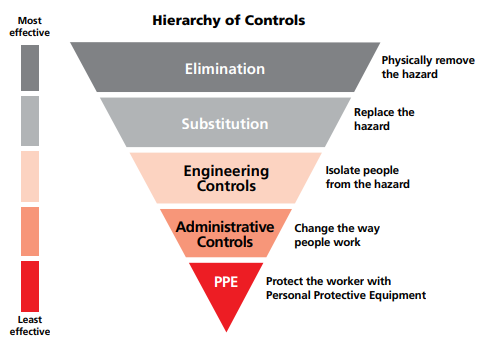 Most
effective
Hierarchy of Controls
Elimination
Physically remove
the hazard
Substitution
Replace the
hazard
Engineering
Controls
Isolate people
from the hazard
Administrative
Controls
Change the way
people work
PPE
Protect the worker with
Personal Protective Equipment
Least
effective